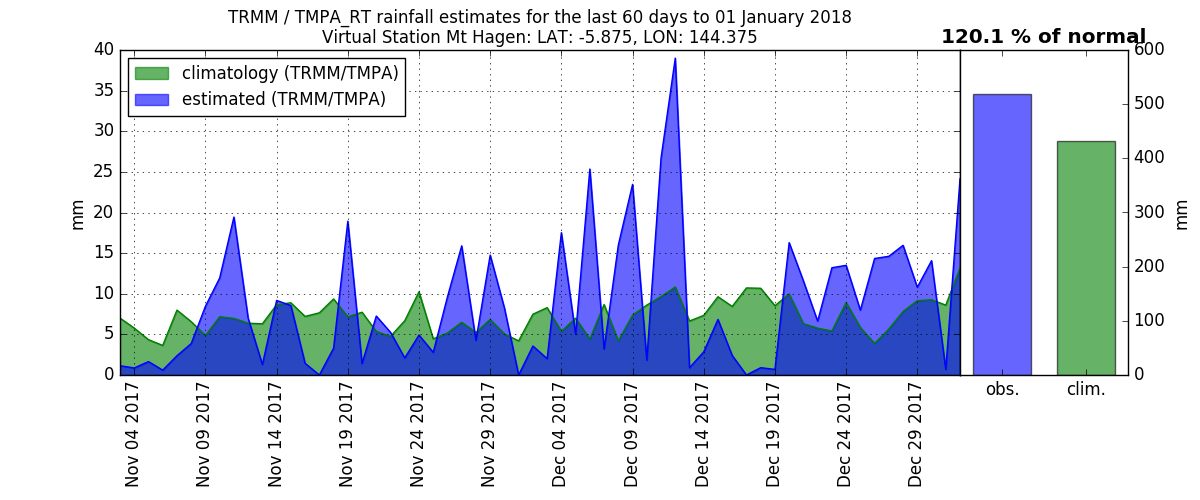 TRMM / TMPA_RT rainfall estimates for the last 60 days to 01 January 2018
Virtual Station Mt Hagen: LAT: -5.875, LON: 144.375
120.1 % of normal
climatology (TRMM/TMPA)
estimated (TRMM/TMPA)
40
35
30
25
20
15
10
5
0
mm
600
500
400
300
200
100
0
mm
Nov 04 2017
Nov 09 2017
Nov 14 2017
Nov 19 2017
Nov 24 2017
Nov 29 2017
Dec 04 2017
Dec 09 2017
Dec 14 2017
Dec 19 2017
Dec 24 2017
Dec 29 2017
obs.
clim.